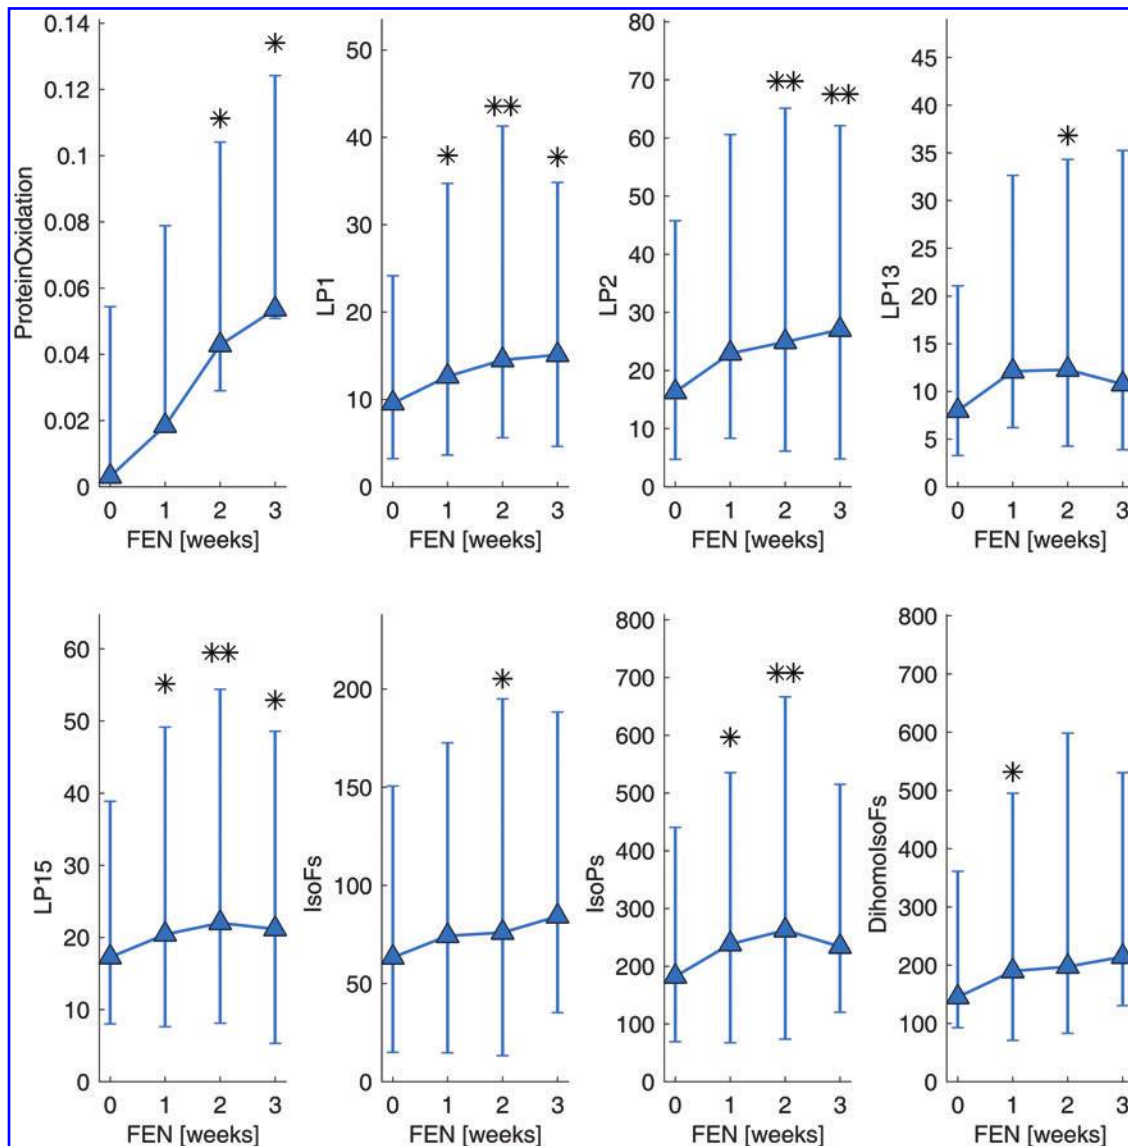 ProteinOxidation
0.14
0.12
0.1
0.08
0.06
0.04
0.02
0
0 1 2 3
FEN [weeks]
* *
LP1
50
40
30
20
10
0
0 1 2 3
FEN [weeks]
* ** *
LP2
80
70
60
50
40
30
20
10
0
0 1 2 3
FEN [weeks]
** **
LP13
45
40
35
30
25
20
15
10
5
0
0 1 2 3
FEN [weeks]
*
LP15
60
50
40
30
20
10
0
0 1 2 3
FEN [weeks]
* ** *
IsoFs
200
150
100
50
0
0 1 2 3
FEN [weeks]
*
IsoPs
800
700
600
500
400
300
200
100
0
0 1 2 3
FEN [weeks]
* **
DihomoIsoFs
800
700
600
500
400
300
200
100
0
0 1 2 3
FEN [weeks]
*